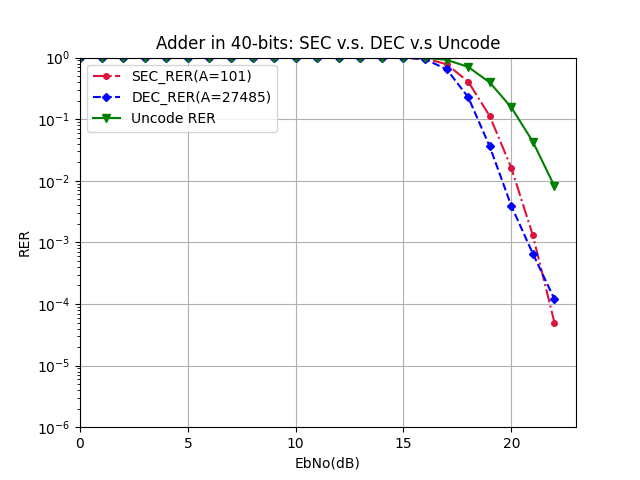 Adder in 40-bits: SEC v.s. DEC v.s Uncode
SEC_RER(A=101)
DEC_RER(A=27485)
Uncode RER
RER
10^0
10^-1
10^-2
10^-3
10^-4
10^-5
10^-6
0 5 10 15 20
EbNo(dB)